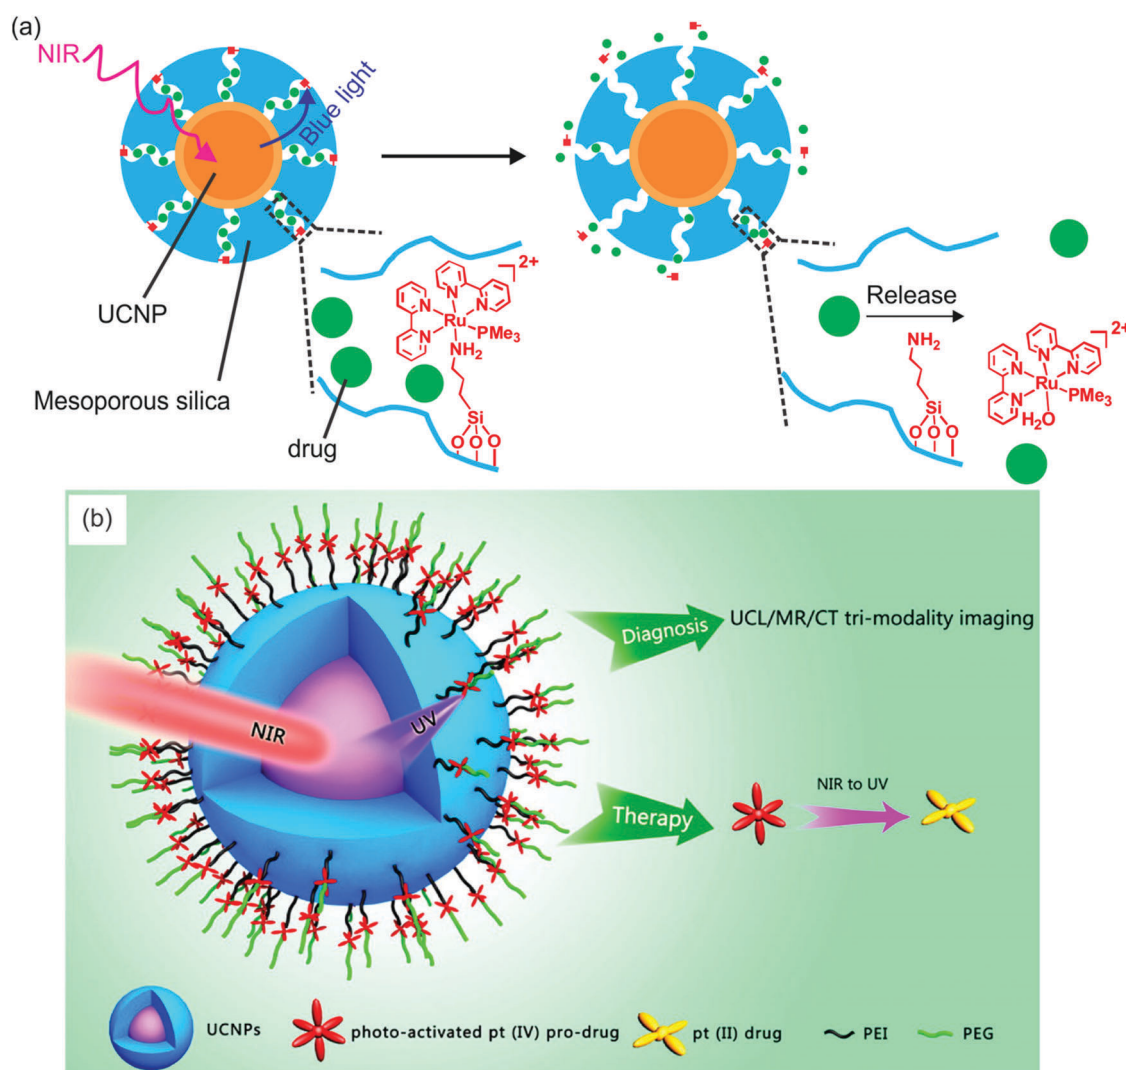 (a)
NIR
Blue light
UCNP
Mesoporous silica
drug
2+
N
N
N
N
Ru
PMe3
NH2
Si
O
O
O
Release
NH2
Si
O
O
O
2+
N
N
N
N
Ru
PMe3
H2O
(b)
NIR
UV
Diagnosis
UCL/MR/CT tri-modality imaging
Therapy
NIR to UV
UCNPs
photo-activated pt (IV) pro-drug
pt (II) drug
PEI
PEG